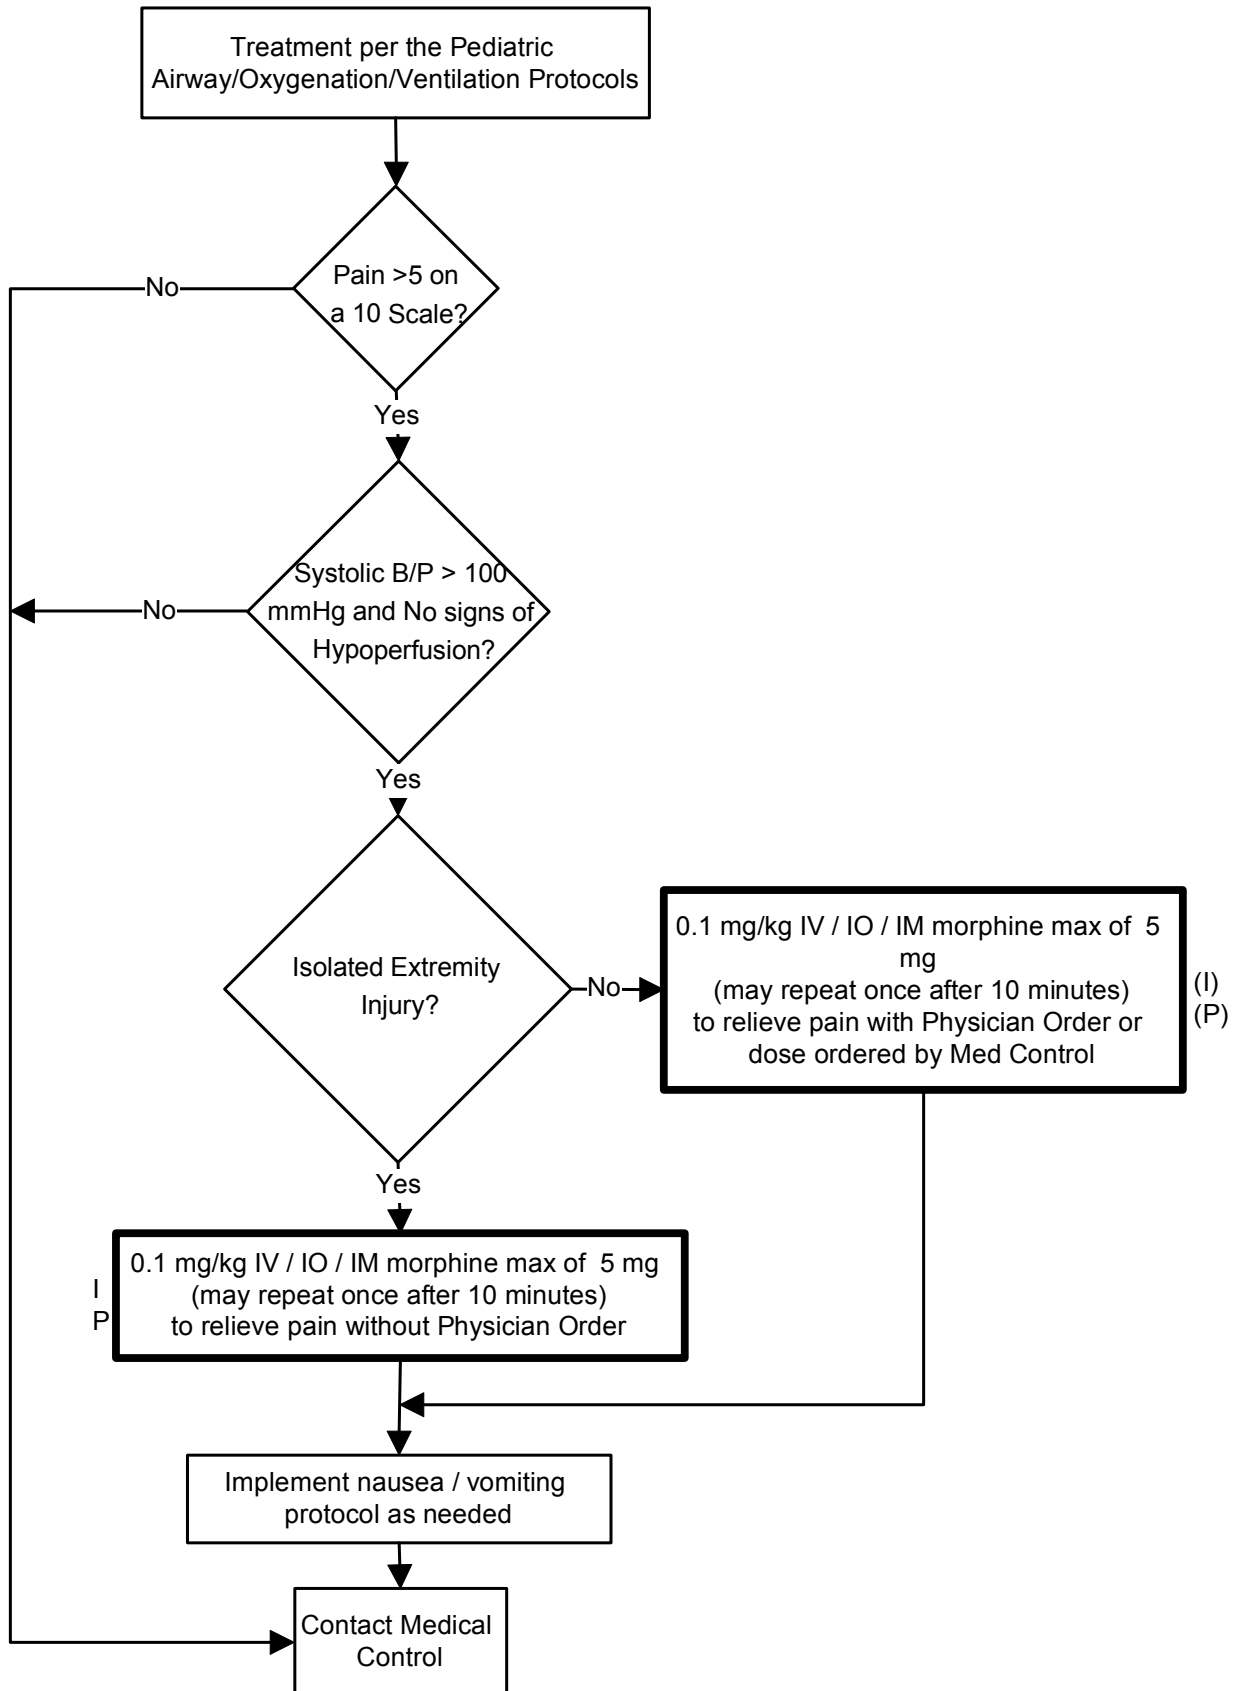 Treatment per the Pediatric
Airway/Oxygenation/Ventilation Protocols
No
Pain >5 on
a 10 Scale?
Yes
No
Systolic B/P > 100
mmHg and No signs of
Hypoperfusion?
Yes
Isolated Extremity
Injury?
No
0.1 mg/kg IV / IO / IM morphine max of 5
mg
(may repeat once after 10 minutes)
to relieve pain with Physician Order or
dose ordered by Med Control
(I)
(P)
Yes
I
P
0.1 mg/kg IV / IO / IM morphine max of 5 mg
(may repeat once after 10 minutes)
to relieve pain without Physician Order
Implement nausea / vomiting
protocol as needed
Contact Medical
Control